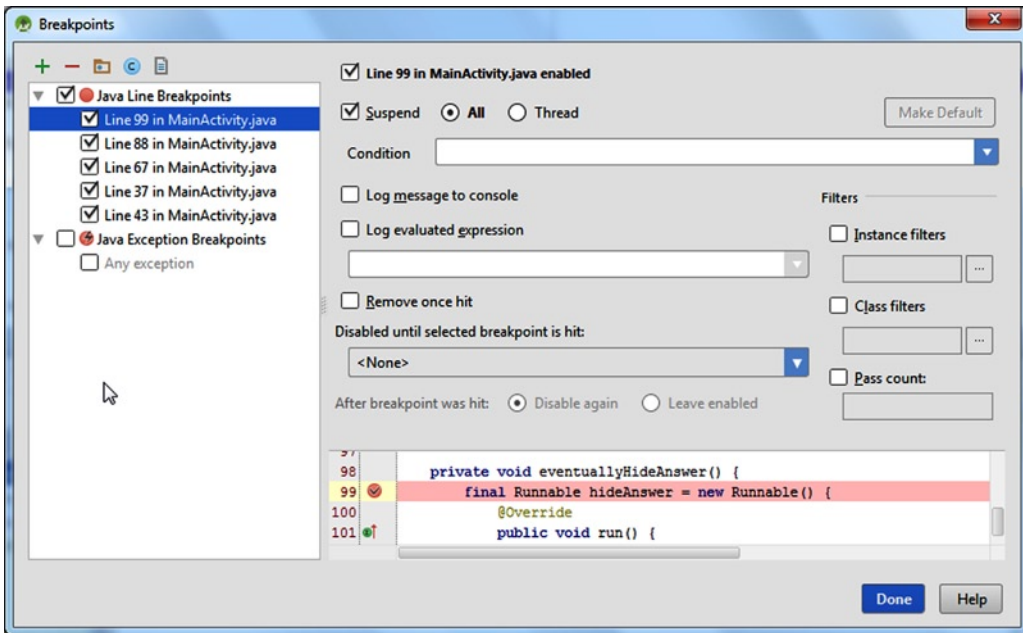 Breakpoints
Java Line Breakpoints
Line 99 in MainActivity.java
Line 88 in MainActivity.java
Line 67 in MainActivity.java
Line 37 in MainActivity.java
Line 43 in MainActivity.java
Java Exception Breakpoints
Any exception
Line 99 in MainActivity.java enabled
Suspend All Thread Make Default
Condition
Log message to console
Log evaluated expression
Remove once hit
Disabled until selected breakpoint is hit:
<None>
After breakpoint was hit: Disable again Leave enabled
Filters
Instance filters
...
Class filters
...
Pass count:
97
98 private void eventuallyHideAnswer() {
99 final Runnable hideAnswer = new Runnable() {
100 @Override
101 public void run() {
Done Help